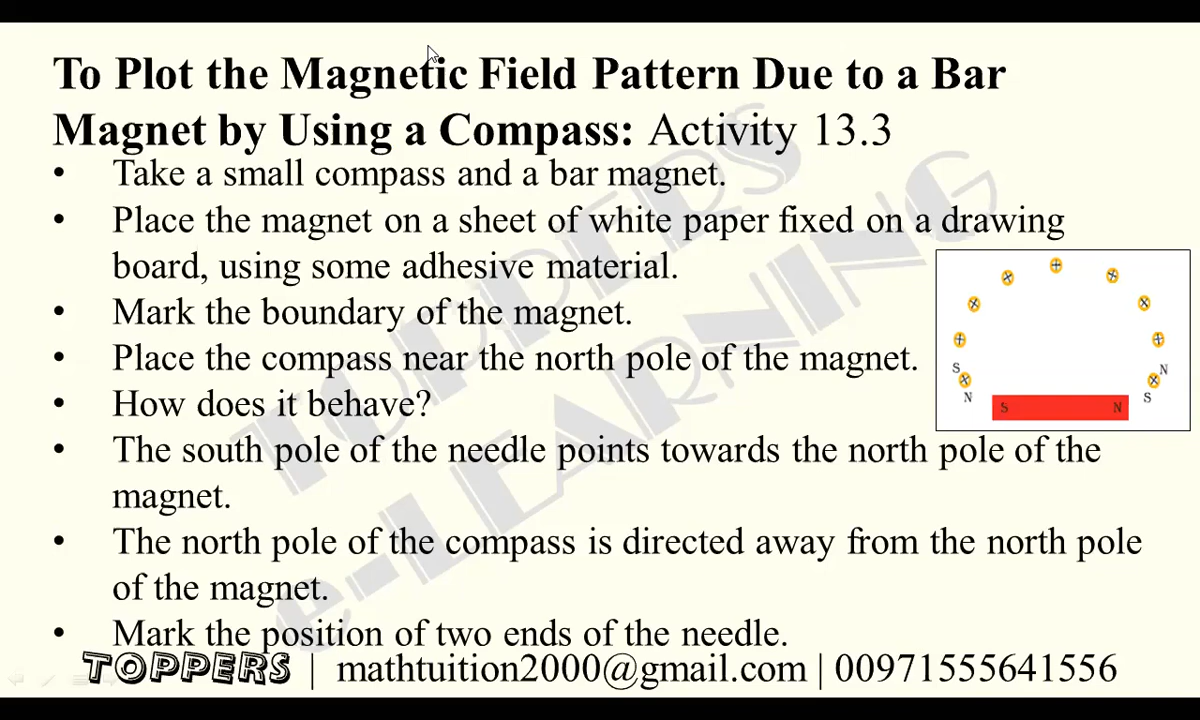 To Plot the Magnetic Field Pattern Due to a Bar
Magnet by Using a Compass: Activity 13.3
• Take a small compass and a bar magnet.
• Place the magnet on a sheet of white paper fixed on a drawing
board, using some adhesive material.
• Mark the boundary of the magnet.
• Place the compass near the north pole of the magnet.
• How does it behave?
• The south pole of the needle points towards the north pole of the
magnet.
• The north pole of the compass is directed away from the north pole
of the magnet.
• Mark the position of two ends of the needle.
S
N
N
S
S N
TOPPERS
e-LEARNING
TOPPERS | mathtuition2000@gmail.com | 00971555641556